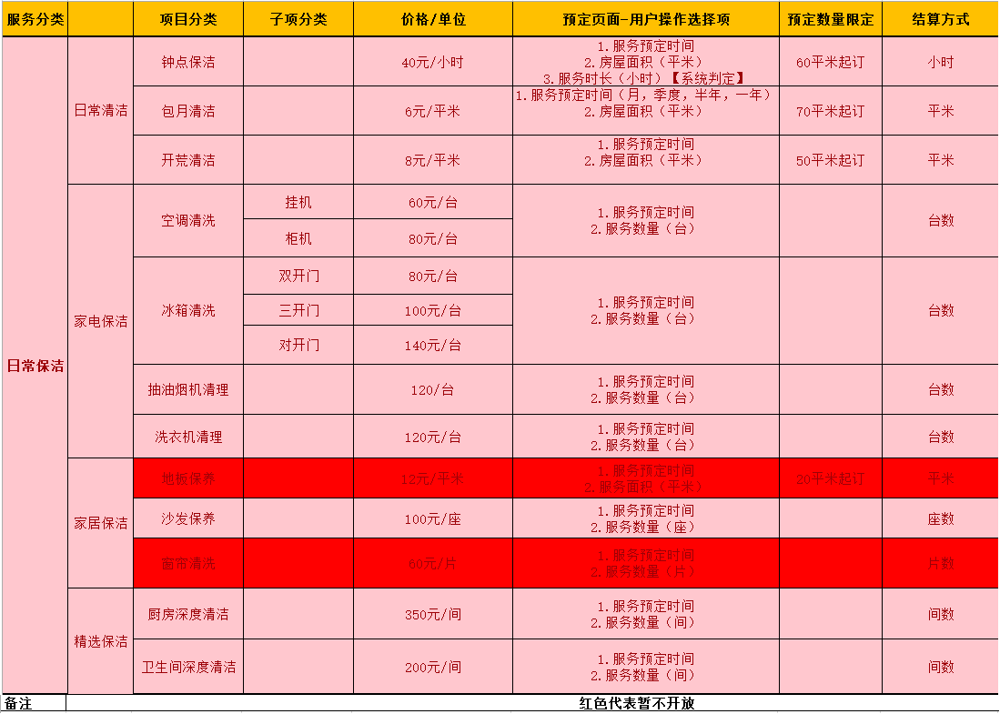 服务分类 项目分类 子项分类 价格/单位 预定页面-用户操作选择项 预定数量限定 结算方式
日常保洁
日常清洁
钟点保洁 40元/小时
1.服务预定时间
2.房屋面积（平米）
3.服务时长（小时）【系统判定】
60平米起订 小时
包月清洁 6元/平米
1.服务预定时间（月，季度，半年，一年）
2.房屋面积（平米）
70平米起订 平米
开荒清洁 8元/平米
1.服务预定时间
2.房屋面积（平米）
50平米起订 平米
家电保洁
空调清洗
挂机 60元/台
柜机 80元/台
1.服务预定时间
2.服务数量（台）
台数
冰箱清洗
双开门 80元/台
三开门 100元/台
对开门 140元/台
1.服务预定时间
2.服务数量（台）
台数
抽油烟机清理 120/台
1.服务预定时间
2.服务数量（台）
台数
洗衣机清理 120元/台
1.服务预定时间
2.服务数量（台）
台数
家居保洁
地板保养 12元/平米
1.服务预定时间
2.服务面积（平米）
20平米起订 平米
沙发保养 100元/座
1.服务预定时间
2.服务数量（座）
座数
窗帘清洗 60元/片
1.服务预定时间
2.服务数量（片）
片数
精选保洁
厨房深度清洁 350元/间
1.服务预定时间
2.服务数量（间）
间数
卫生间深度清洁 200元/间
1.服务预定时间
2.服务数量（间）
间数
备注 红色代表暂不开放